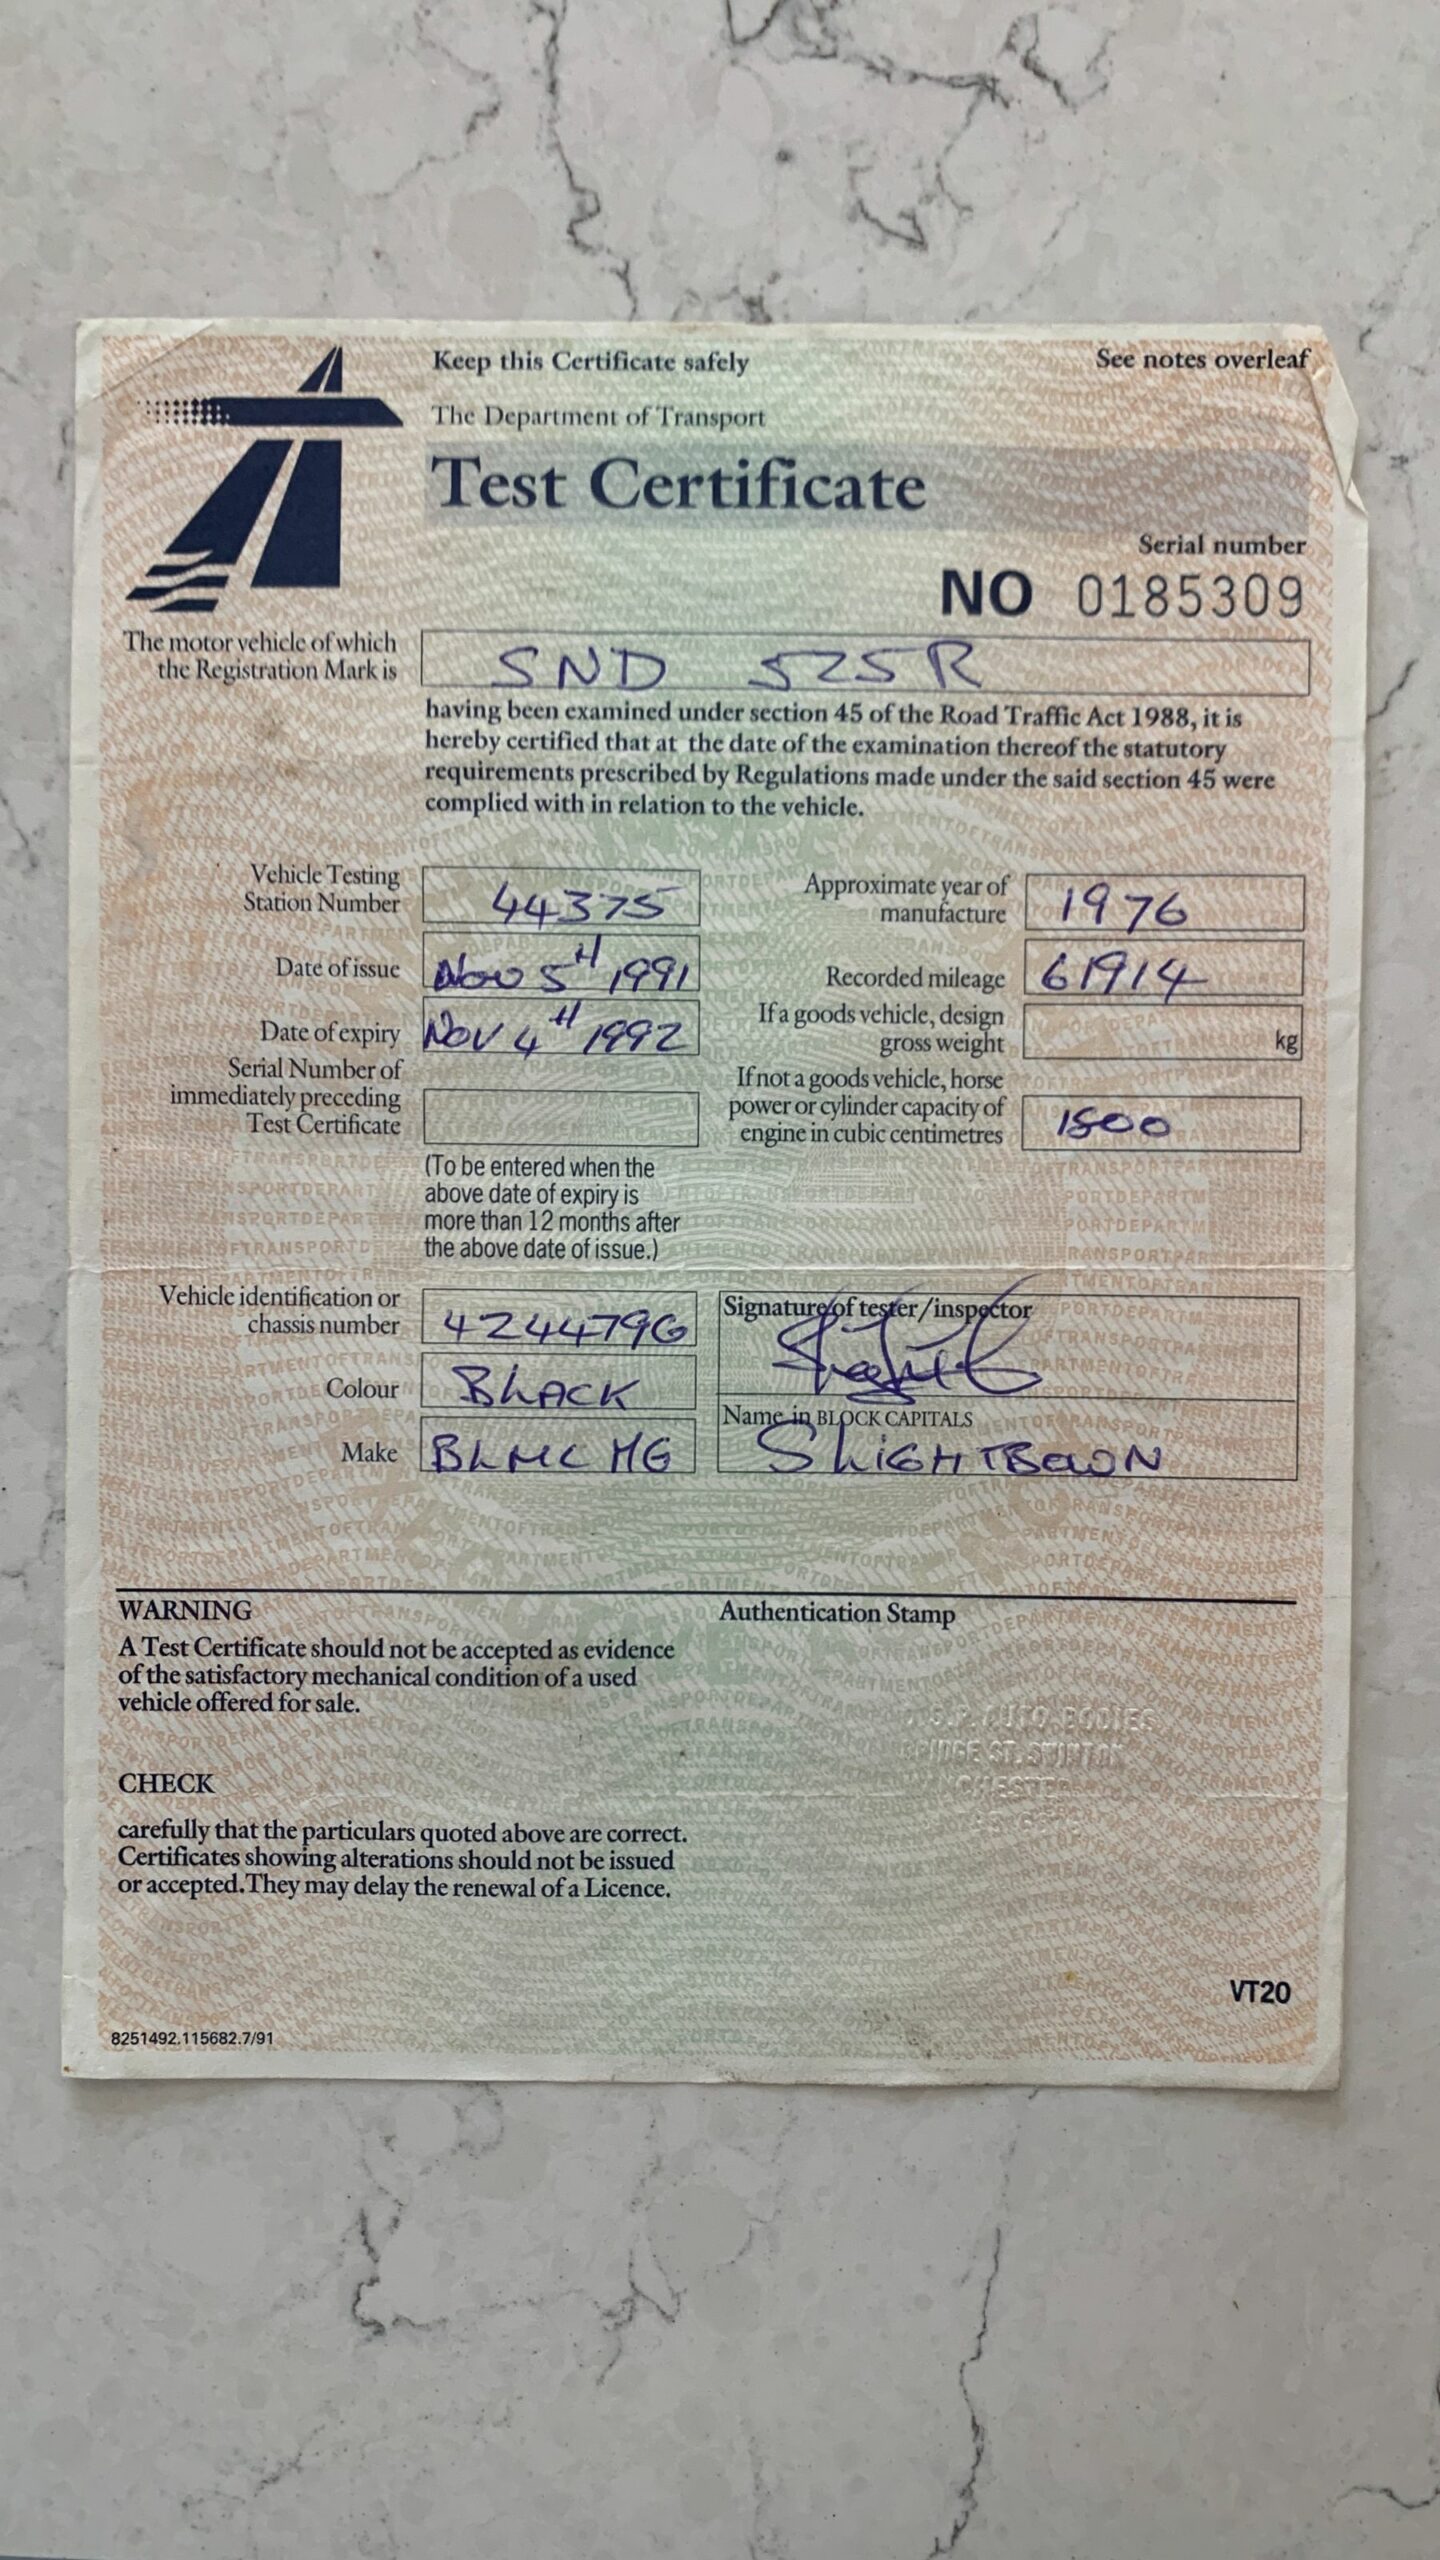 Keep this Certificate safely
See notes overleaf
The Department of Transport
Test Certificate
Serial number
NO 0185309
The motor vehicle of which
the Registration Mark is
SND 525R
having been examined under section 45 of the Road Traffic Act 1988, it is
hereby certified that at the date of the examination thereof the statutory
requirements prescribed by Regulations made under the said section 45 were
complied with in relation to the vehicle.
Vehicle Testing
Station Number
44375
Approximate year of
manufacture
1976
Date of issue
Nov 5TH 1991
Recorded mileage
61914
Date of expiry
NOV 4TH 1992
If a goods vehicle, design
gross weight
kg
Serial Number of
immediately preceding
Test Certificate
If not a goods vehicle, horse
power or cylinder capacity of
engine in cubic centimetres
1800
(To be entered when the
above date of expiry is
more than 12 months after
the above date of issue.)
Vehicle identification or
chassis number
424479G
Signature of tester/inspector
Colour
BLACK
Name in BLOCK CAPITALS
S LIGHTBOWN
Make
BLMC MG
WARNING
A Test Certificate should not be accepted as evidence
of the satisfactory mechanical condition of a used
vehicle offered for sale.
Authentication Stamp
AUTO BODIES
ST. SWINTON
CHECK
carefully that the particulars quoted above are correct.
Certificates showing alterations should not be issued
or accepted. They may delay the renewal of a Licence.
VT20
8251492.115682.7/91